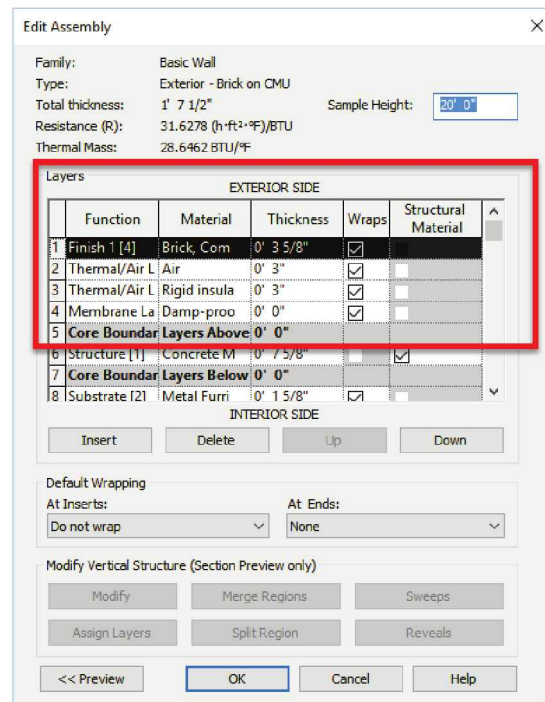 Edit Assembly
Family: Basic Wall
Type: Exterior - Brick on CMU
Total thickness: 1' 7 1/2" Sample Height: 20' 0"
Resistance (R): 31.6278 (h·ft²·°F)/BTU
Thermal Mass: 28.6462 BTU/°F
Layers
EXTERIOR SIDE
Function Material Thickness Wraps Structural Material
1 Finish 1 [4] Brick, Com 0' 3 5/8"
2 Thermal/Air L Air 0' 3"
3 Thermal/Air L Rigid insula 0' 3"
4 Membrane La Damp-proo 0' 0"
5 Core Boundar Layers Above 0' 0"
6 Structure [1] Concrete M 0' 7 5/8"
7 Core Boundar Layers Below 0' 0"
8 Substrate [2] Metal Furri 0' 1 5/8"
INTERIOR SIDE
Insert Delete Up Down
Default Wrapping
At Inserts: At Ends:
Do not wrap None
Modify Vertical Structure (Section Preview only)
Modify Merge Regions Sweeps
Assign Layers Split Region Reveals
<< Preview OK Cancel Help